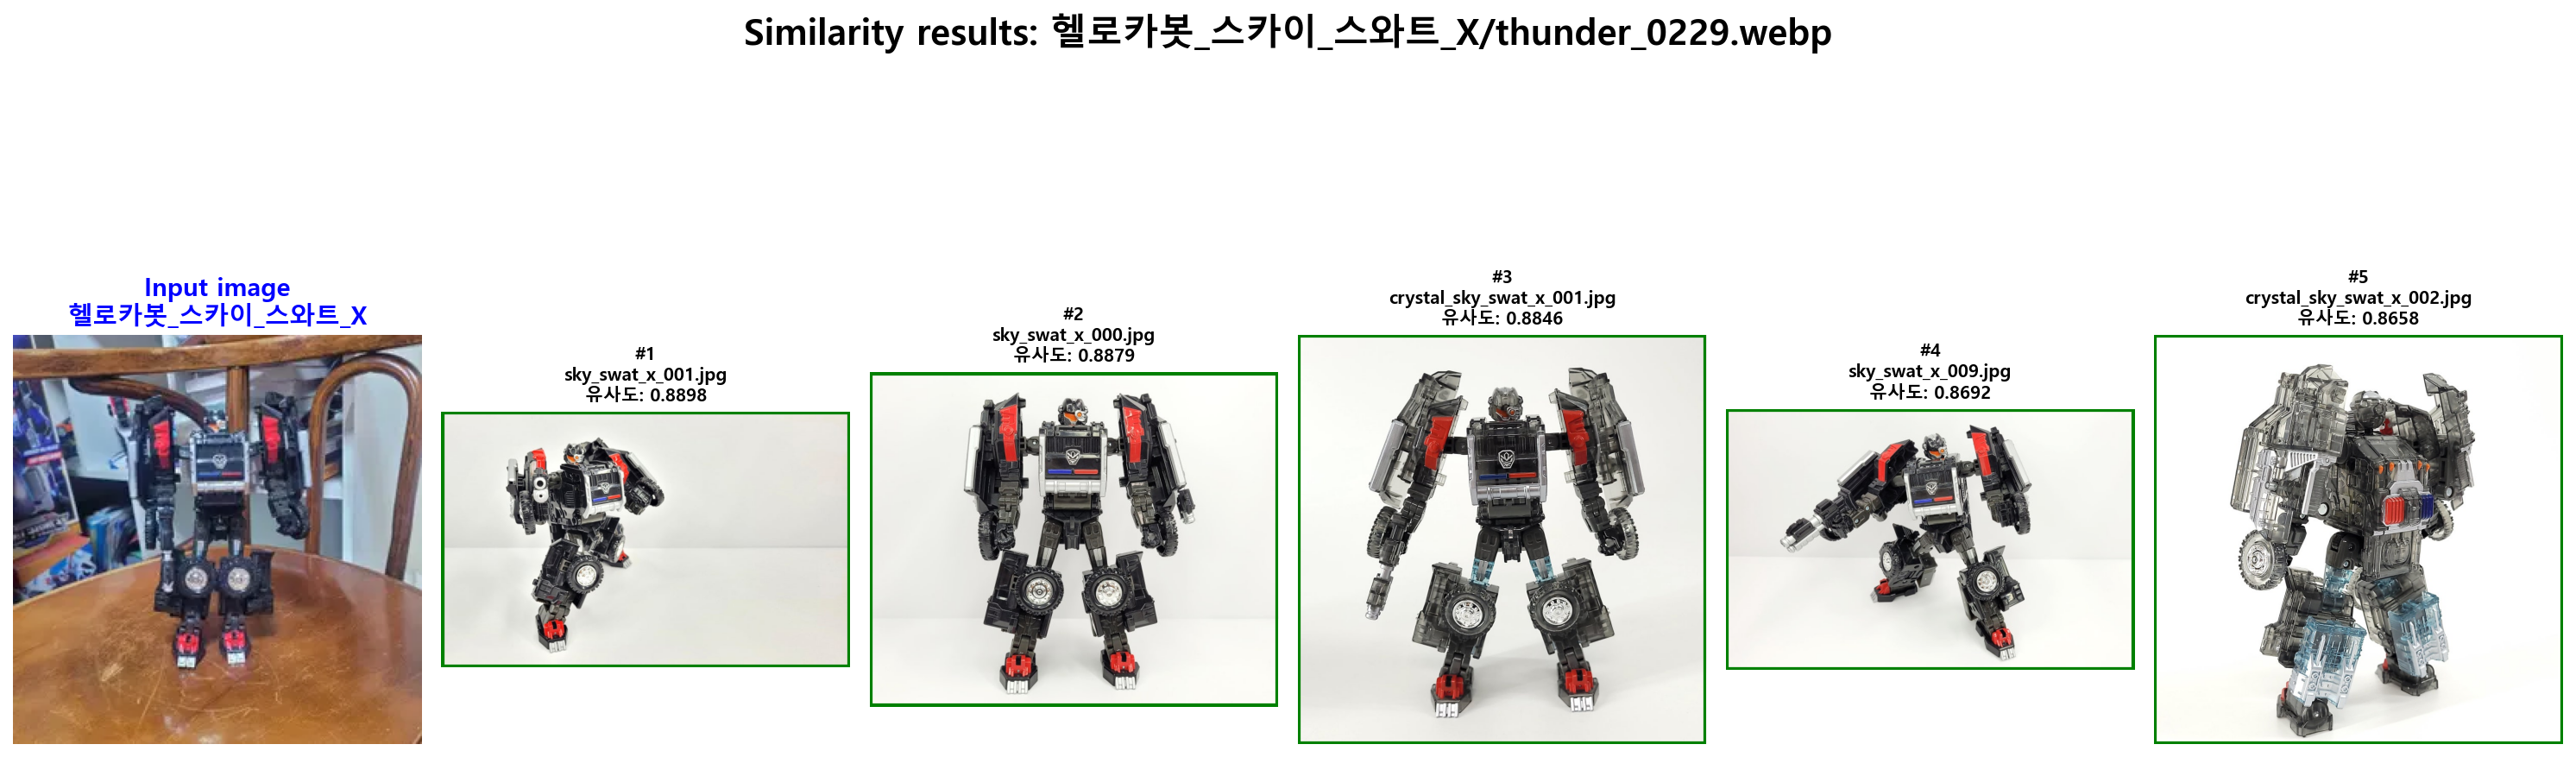 Similarity results: 헬로카봇_스카이_스와트_X/thunder_0229.webp
Input image
헬로카봇_스카이_스와트_X
#1
sky_swat_x_001.jpg
유사도: 0.8898
#2
sky_swat_x_000.jpg
유사도: 0.8879
#3
crystal_sky_swat_x_001.jpg
유사도: 0.8846
#4
sky_swat_x_009.jpg
유사도: 0.8692
#5
crystal_sky_swat_x_002.jpg
유사도: 0.8658